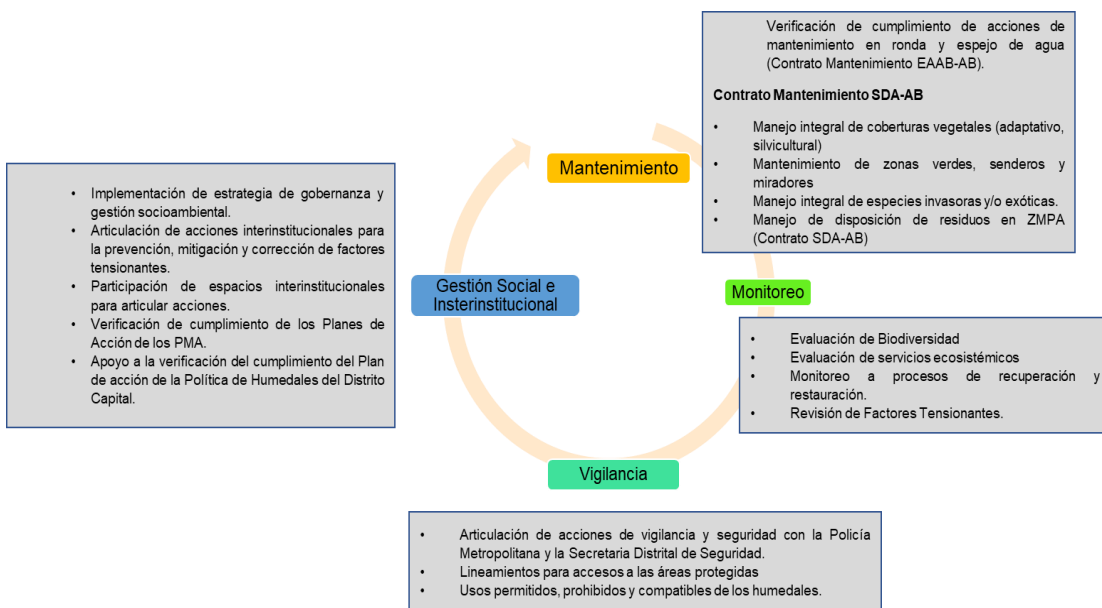 Verificación de cumplimiento de acciones de
mantenimiento en ronda y espejo de agua
(Contrato Mantenimiento EAAB-AB).
Contrato Mantenimiento SDA-AB
• Manejo integral de coberturas vegetales (adaptativo,
silvicultural)
• Mantenimiento de zonas verdes, senderos y
miradores
• Manejo integral de especies invasoras y/o exóticas.
• Manejo de disposición de residuos en ZMPA
(Contrato SDA-AB)
Mantenimiento
• Implementación de estrategia de gobernanza y
gestión socioambiental.
• Articulación de acciones interinstitucionales para
la prevención, mitigación y corrección de factores
tensionantes.
• Participación de espacios interinstitucionales
para articular acciones.
• Verificación de cumplimiento de los Planes de
Acción de los PMA.
• Apoyo a la verificación del cumplimiento del Plan
de acción de la Política de Humedales del Distrito
Capital.
Gestión Social e
Insterinstitucional
Monitoreo
• Evaluación de Biodiversidad
• Evaluación de servicios ecosistémicos
• Monitoreo a procesos de recuperación y
restauración.
• Revisión de Factores Tensionantes.
Vigilancia
• Articulación de acciones de vigilancia y seguridad con la Policía
Metropolitana y la Secretaria Distrital de Seguridad.
• Lineamientos para accesos a las áreas protegidas
• Usos permitidos, prohibidos y compatibles de los humedales.